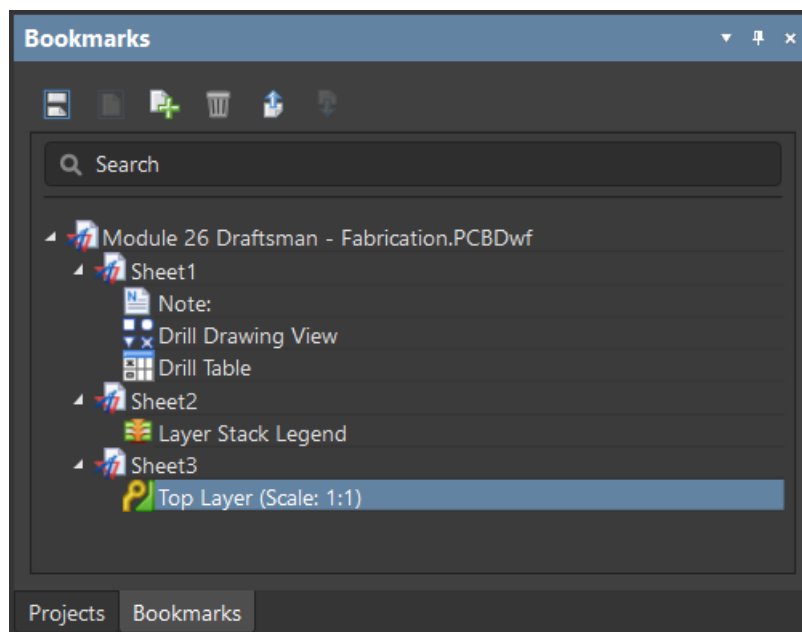 Bookmarks
Search
Module 26 Draftsman - Fabrication.PCBDwf
Sheet1
Note:
Drill Drawing View
Drill Table
Sheet2
Layer Stack Legend
Sheet3
Top Layer (Scale: 1:1)
Projects Bookmarks